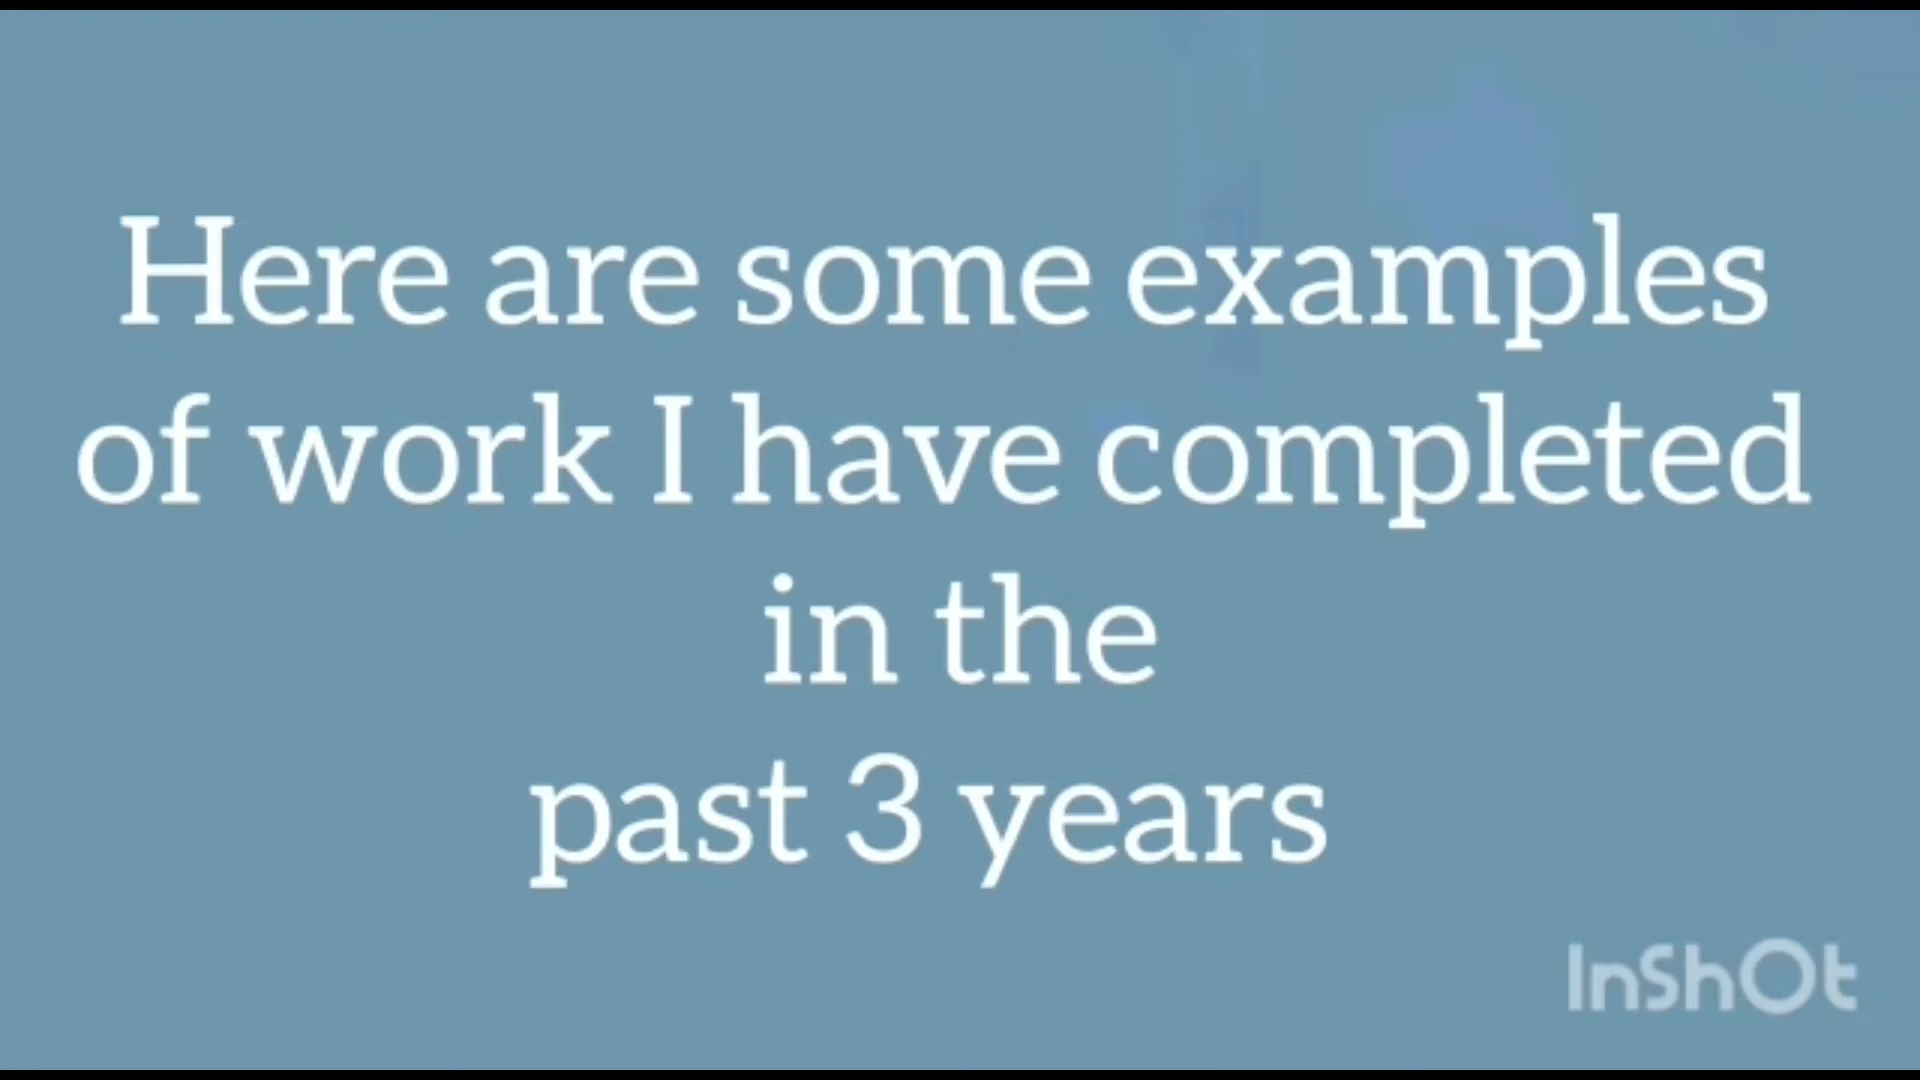 Here are some examples
of work I have completed
in the
past 3 years
InShOt